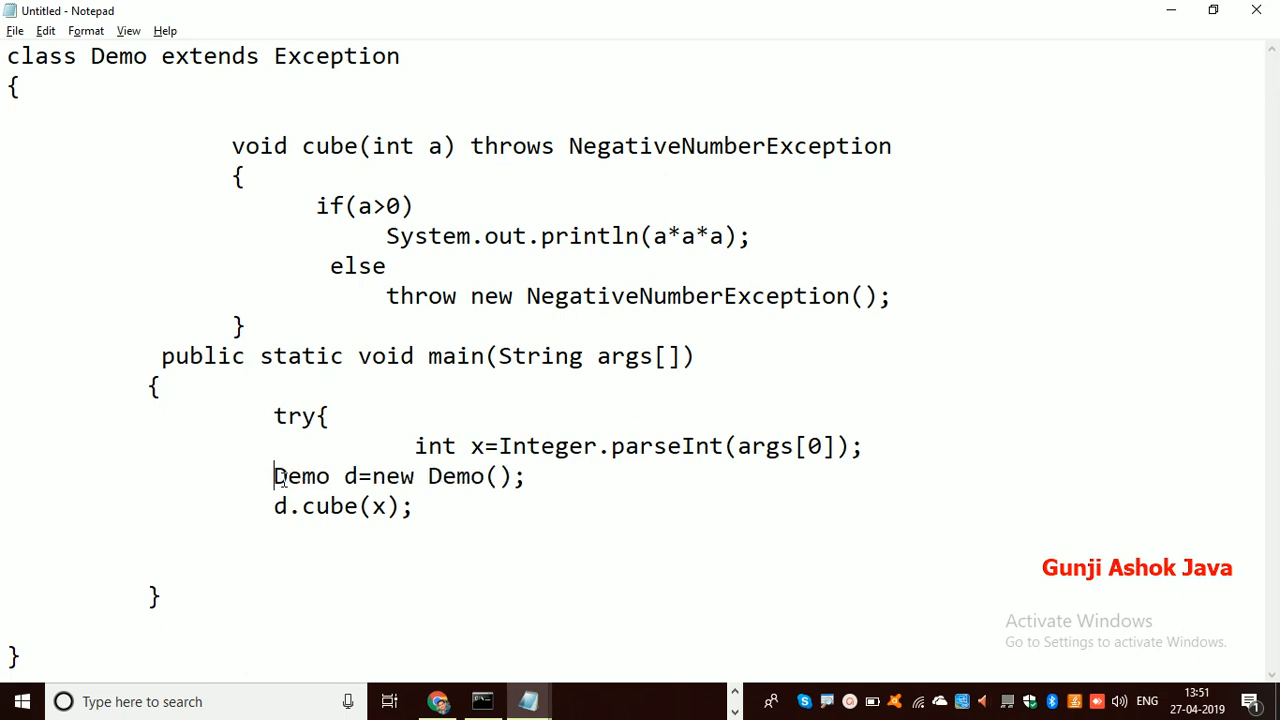 Untitled - Notepad
File Edit Format View Help
class Demo extends Exception
{
void cube(int a) throws NegativeNumberException
{
if(a>0)
System.out.println(a*a*a);
else
throw new NegativeNumberException();
}
public static void main(String args[])
{
try{
int x=Integer.parseInt(args[0]);
Demo d=new Demo();
d.cube(x);
}
}
Gunji Ashok Java
Activate Windows
Go to Settings to activate Windows.
Type here to search
ENG
13:51
27-04-2019
1